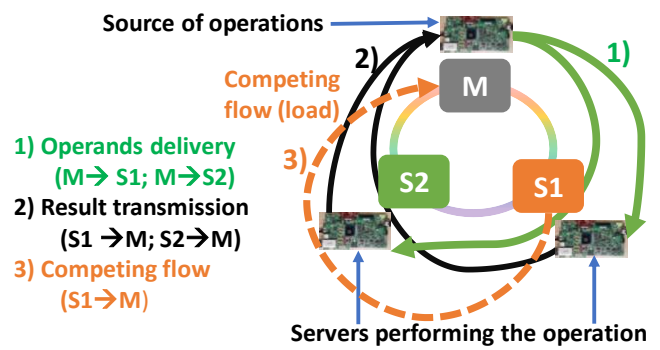 Source of operations
2)
1)
Competing
flow (load)
M
1) Operands delivery
(M→ S1; M→S2)
3)
S2
S1
2) Result transmission
(S1 →M; S2→M)
3) Competing flow
(S1→M)
Servers performing the operation